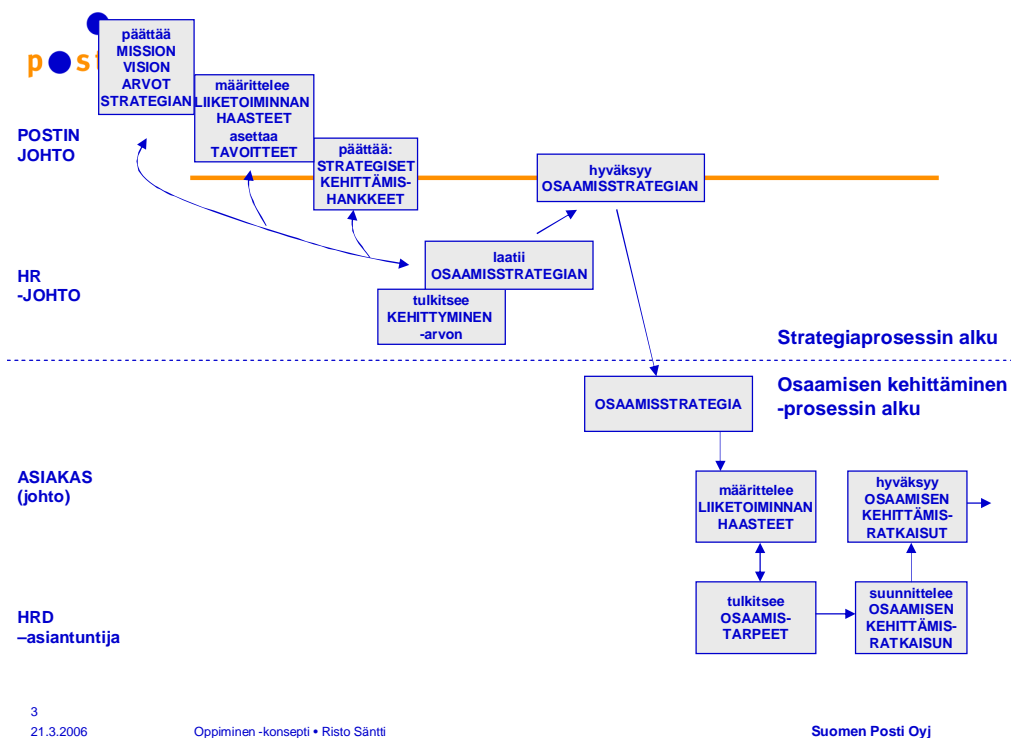 p●st
päättää
MISSION
VISION
ARVOT
STRATEGIAN
määrittelee
LIIKETOIMINNAN
HAASTEET
asettaa
TAVOITTEET
päättää:
STRATEGISET
KEHITTÄMIS-
HANKKEET
POSTIN
JOHTO
hyväksyy
OSAAMISSTRATEGIAN
HR
-JOHTO
laatii
OSAAMISSTRATEGIAN
tulkitsee
KEHITTYMINEN
-arvon
Strategiaprosessin alku
Osaamisen kehittäminen
-prosessin alku
OSAAMISSTRATEGIA
ASIAKAS
(johto)
määrittelee
LIIKETOIMINNAN
HAASTEET
hyväksyy
OSAAMISEN
KEHITTÄMIS-
RATKAISUT
HRD
–asiantuntija
tulkitsee
OSAAMIS-
TARPEET
suunnittelee
OSAAMISEN
KEHITTÄMIS-
RATKAISUN
3
21.3.2006 Oppiminen -konsepti • Risto Säntti Suomen Posti Oyj